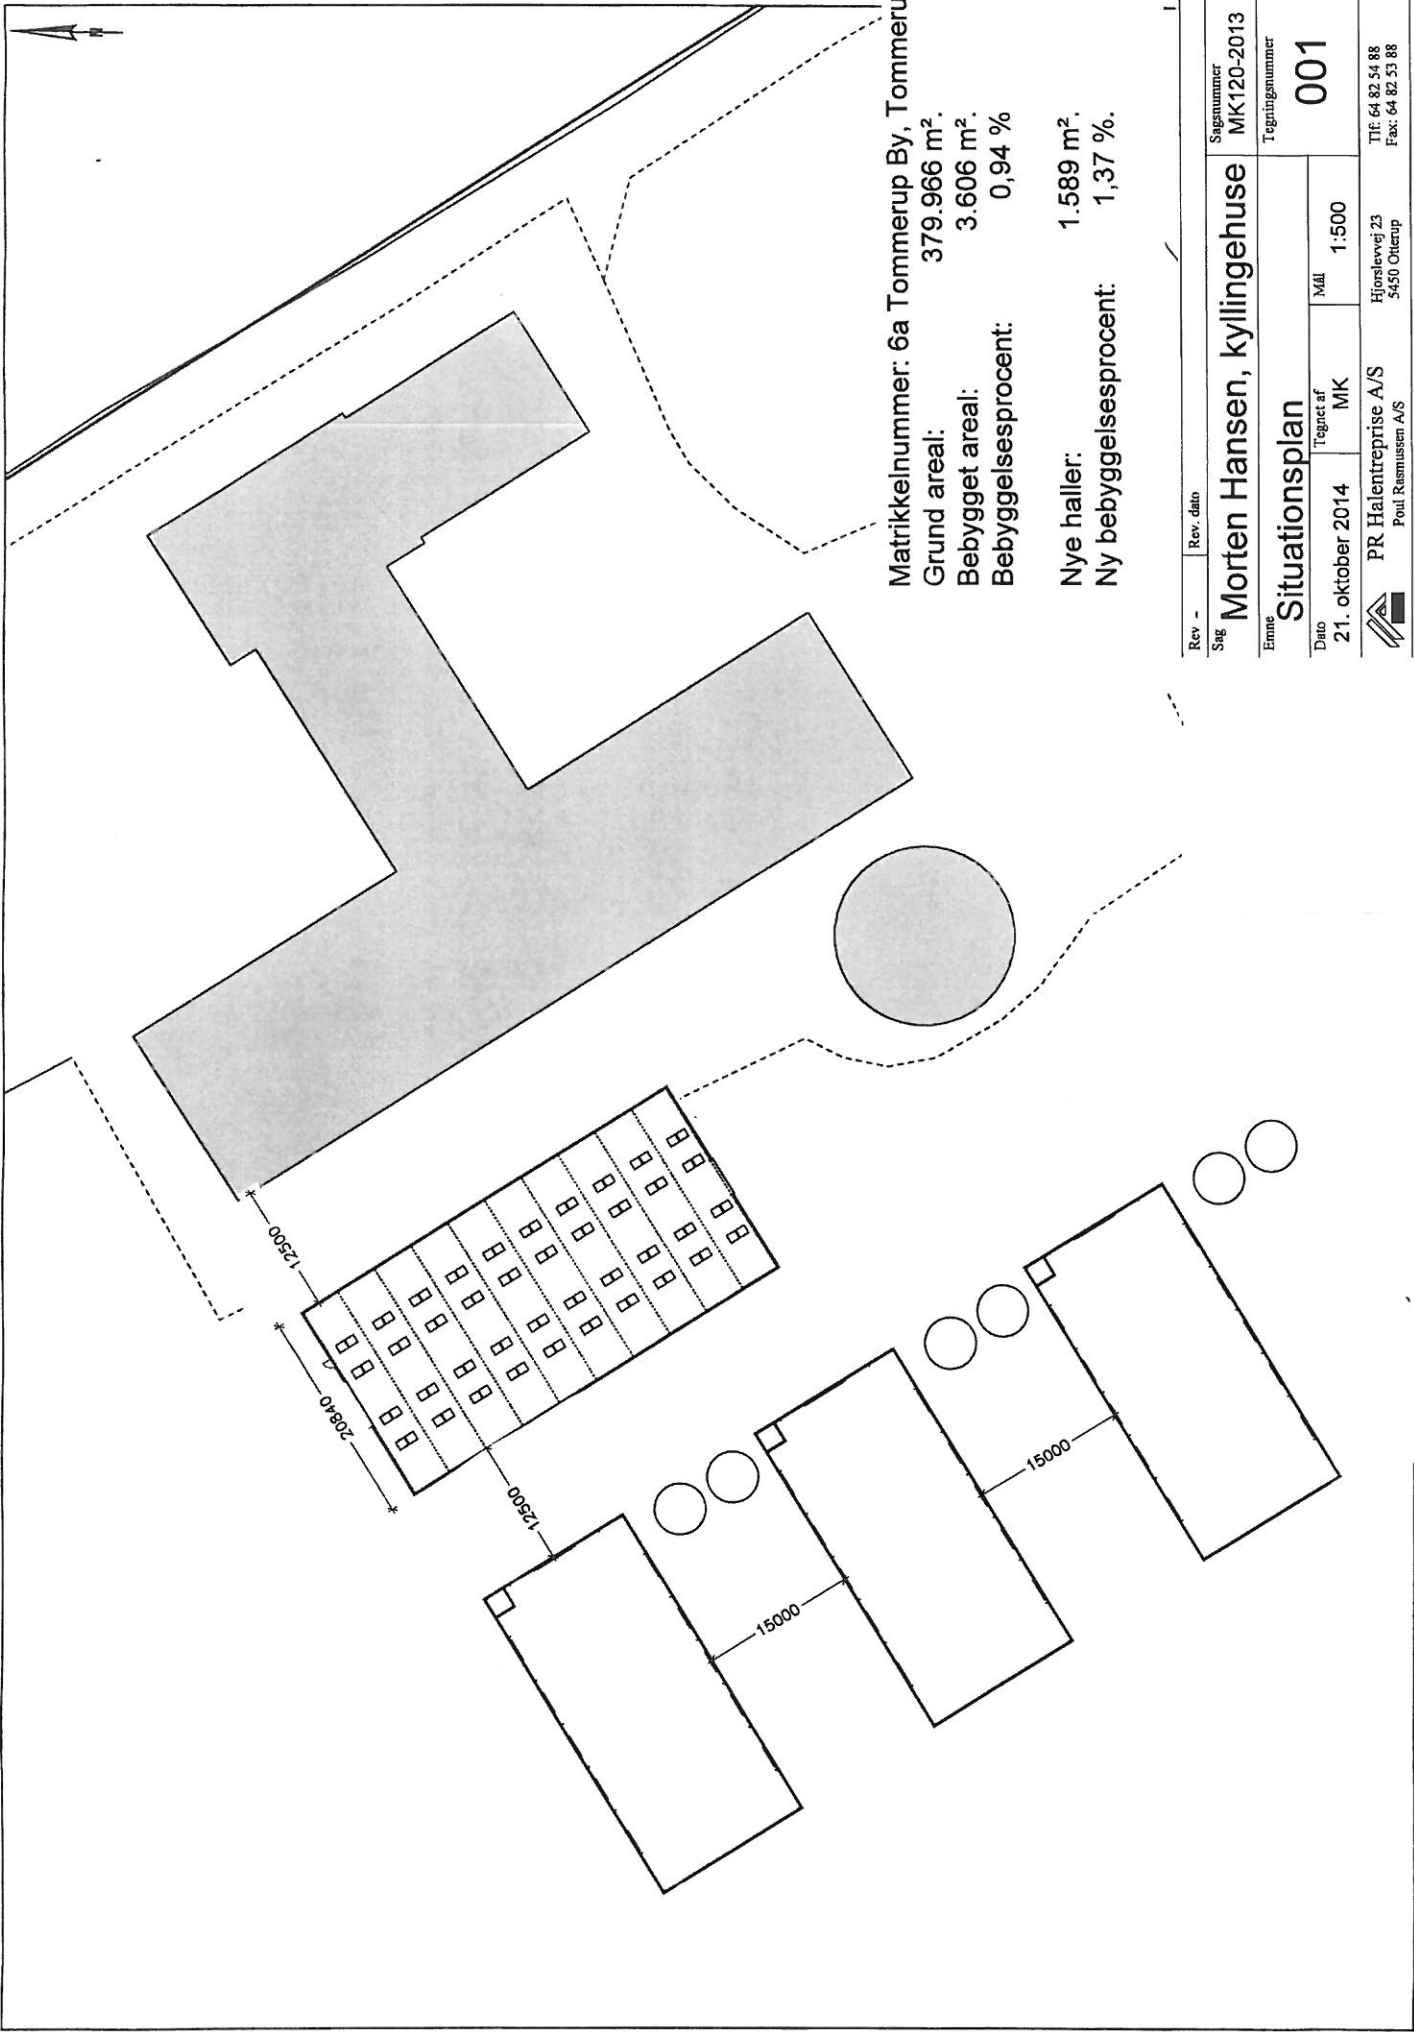 N
12500
20840
12500
15000
15000
Matrikkelnummer: 6a Tommerup By,
Grund areal: 379.966 m².
Bebygget areal: 3.606 m².
Bebyggelsesprocent: 0,94 %
Nye haller: 1.589 m².
Ny bebyggelsesprocent: 1,37 %.
Rev - Rev. dato
Sag Sagsnummer
Morten Hansen, kyllingehuse MK120-2013
Emne Tegningsnummer
Situationsplan 001
Dato Tegnet af Mål
21. oktober 2014 MK 1:500
PR Halentreprise A/S Hjorslevvej 23 Tlf: 64 82 54 88
Poul Rasmussen A/S 5450 Otterup Fax: 64 82 53 88